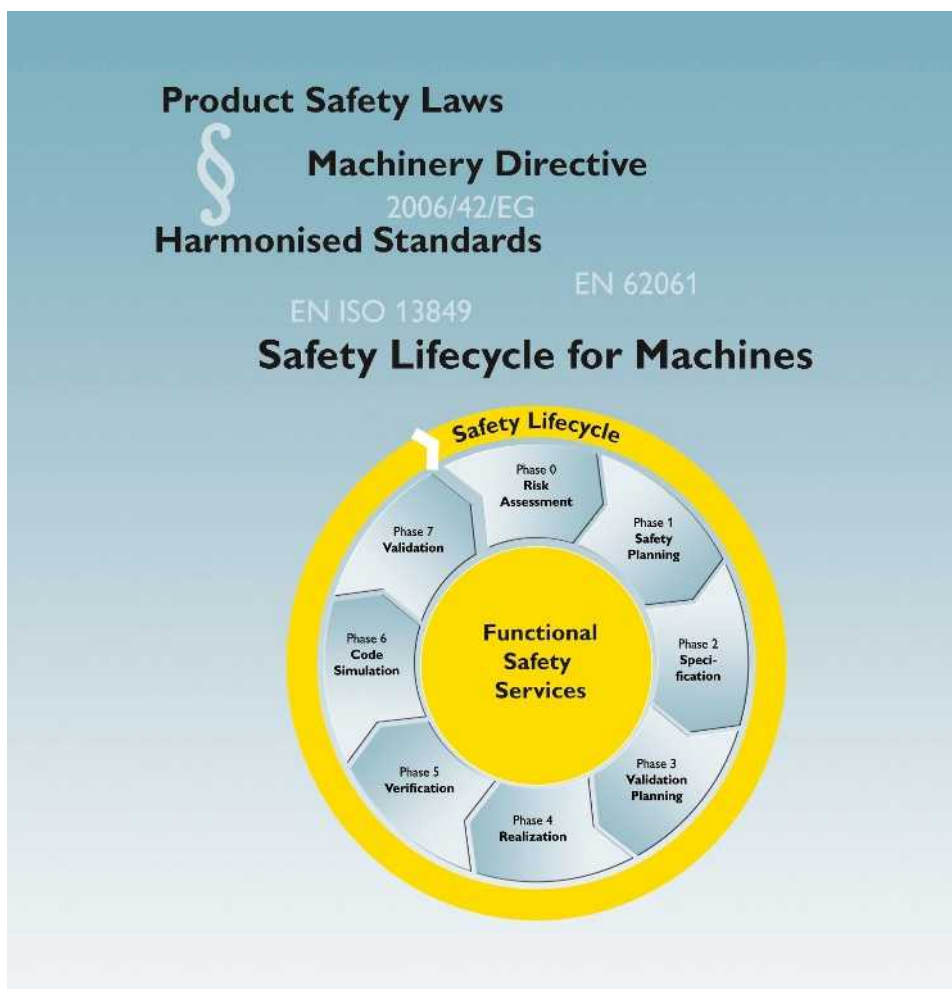 Product Safety Laws
§
Machinery Directive
2006/42/EG
Harmonised Standards
EN 62061
EN ISO 13849
Safety Lifecycle for Machines
Safety Lifecycle
Phase 0
Risk
Assessment
Phase 1
Safety
Planning
Phase 2
Speci-
fication
Phase 3
Validation
Planning
Phase 4
Realization
Phase 5
Verification
Phase 6
Code
Simulation
Phase 7
Validation
Functional
Safety
Services